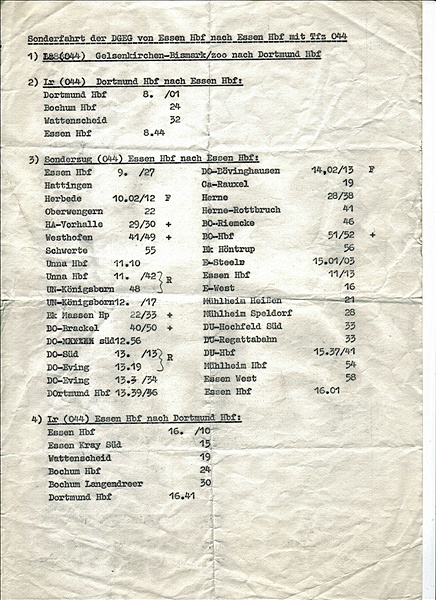 Sonderfahrt der DGEG von Essen Hbf nach Essen Hbf mit Tfz 044
1) (044) Gelsenkirchen-Bismark/zoo nach Dortmund Hbf
2) Lr (044) Dortmund Hbf nach Essen Hbf:
Dortmund Hbf 8. /01
Bochum Hbf 24
Wattenscheid 32
Essen Hbf 8.44
3) Sonderzug (044) Essen Hbf nach Essen Hbf:
Essen Hbf 9. /27
Hattingen
Herbede 10.02/12 F
Oberwengern 22
HA-Vorhalle 29/30 +
Westhofen 41/49 +
Schwerte 55
Unna Hbf 11.10
Unna Hbf 11. /42 R
UN-Königsborn 48
UN-Königsborn12. /17
Ek Massen Hp 22/33 +
DO-Brackel 40/50 +
DO-XXXXXX süd12.56
DO-Süd 13. /13 R
DO-Eving 13.19
DO-Eving 13.3 /34
DOrtmund Hbf 13.39/36
DO-Bövinghausen 14,02/13 F
Ca-Rauxel 19
Herne 28/38
Herne-Rottbruch 41
BO-Riemcke 46
BO-Hbf 51/52 +
Ek Höntrup 56
E-Steele 15.01/03
Essen Hbf 11/13
E-West 16
Mühlheim Heißen 21
Mühlheim Speldorf 28
DU-Hochfeld Süd 33
DU-Regattabahn 33
DU-Hbf 15.37/41
Mühlheim Hbf 54
Essen West 58
Essen Hbf 16.01
4) Lr (044) Essen Hbf nach Dortmund Hbf:
Essen Hbf 16. /10
Essen Kray Süd 15
Wattenscheid 19
Bochum Hbf 24
Bochum Langendreer 30
Dortmund Hbf 16.41